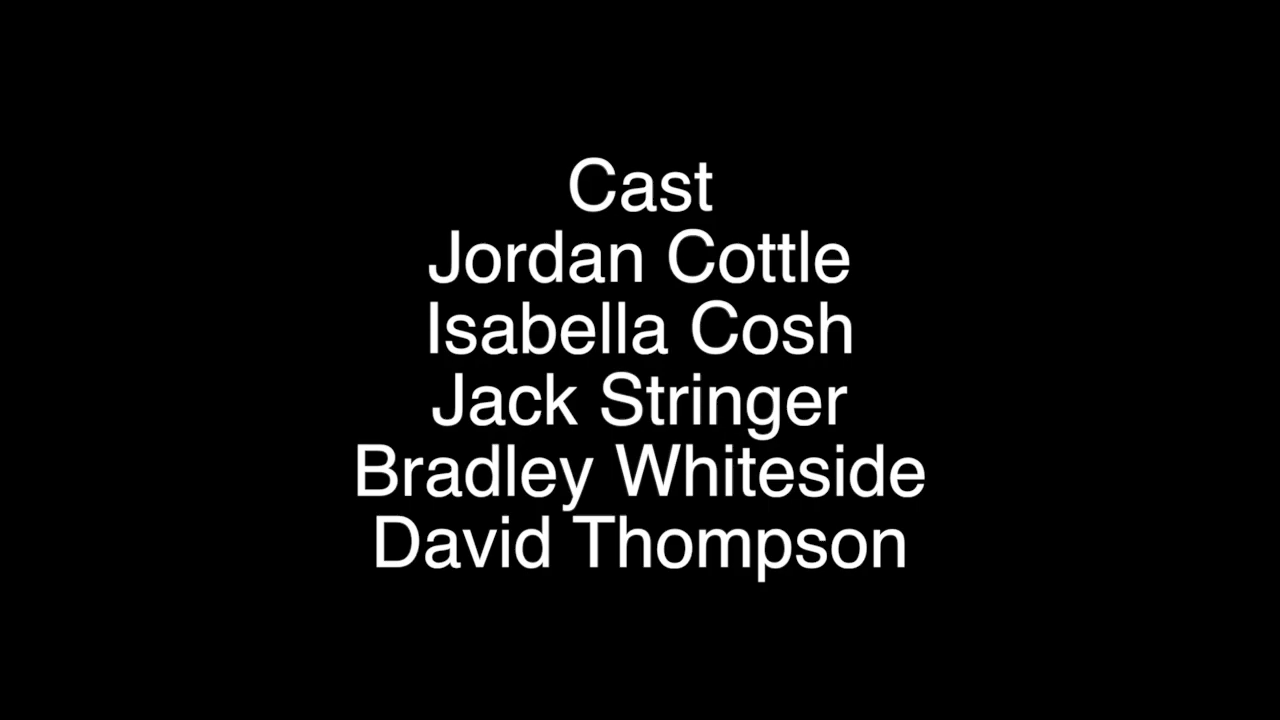 Cast
Jordan Cottle
Isabella Cosh
Jack Stringer
Bradley Whiteside
David Thompson